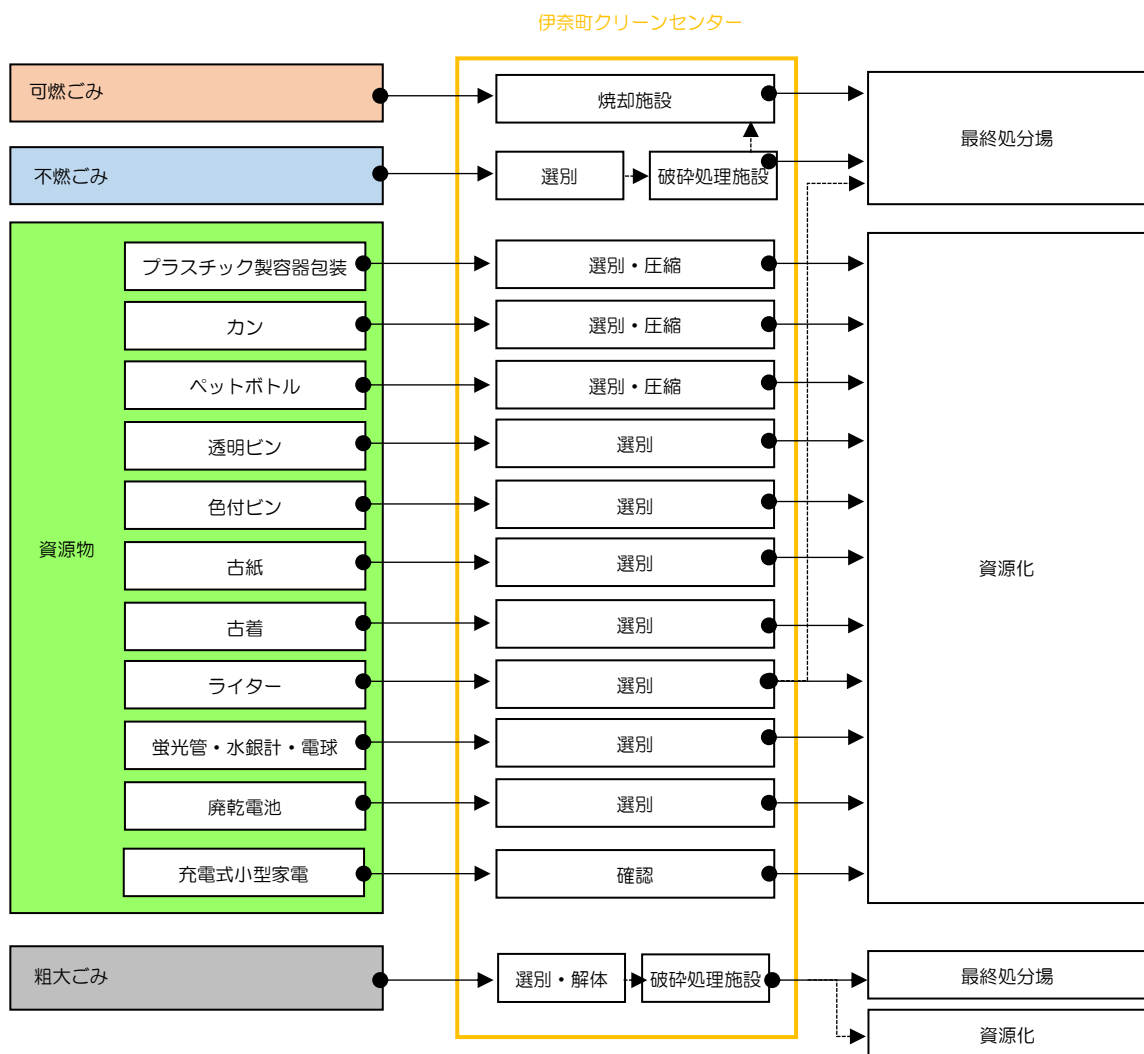 伊奈町クリーンセンター
可燃ごみ
焼却施設
最終処分場
不燃ごみ
選別
破砕処理施設
資源物
プラスチック製容器包装
選別・圧縮
カン
選別・圧縮
ペットボトル
選別・圧縮
透明ビン
選別
色付ビン
選別
古紙
選別
古着
選別
ライター
選別
蛍光管・水銀計・電球
選別
廃乾電池
選別
充電式小型家電
確認
資源化
粗大ごみ
選別・解体
破砕処理施設
最終処分場
資源化